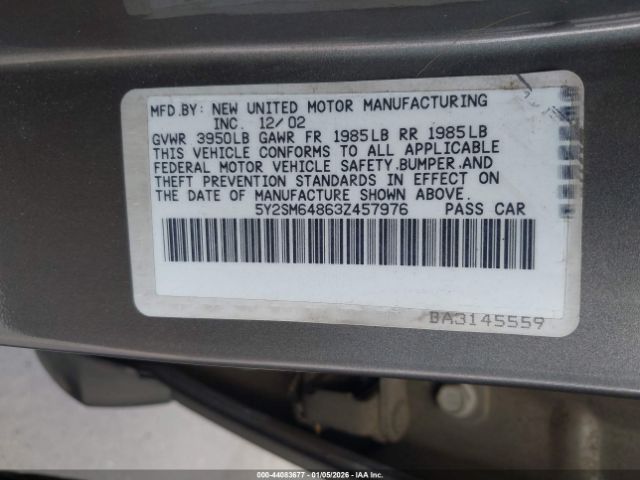 MFD.BY: NEW UNITED MOTOR MANUFACTURING
INC. 12/02
GVWR 3950LB GAWR FR 1985LB RR 1985LB
THIS VEHICLE CONFORMS TO ALL APPLICABLE
FEDERAL MOTOR VEHICLE SAFETY,BUMPER,AND
THEFT PREVENTION STANDARDS IN EFFECT ON
THE DATE OF MANUFACTURE SHOWN ABOVE.
5Y2SM64863Z457976 PASS CAR
BA3145559
000-44083677 - 01/05/2026 - IAAI.COM